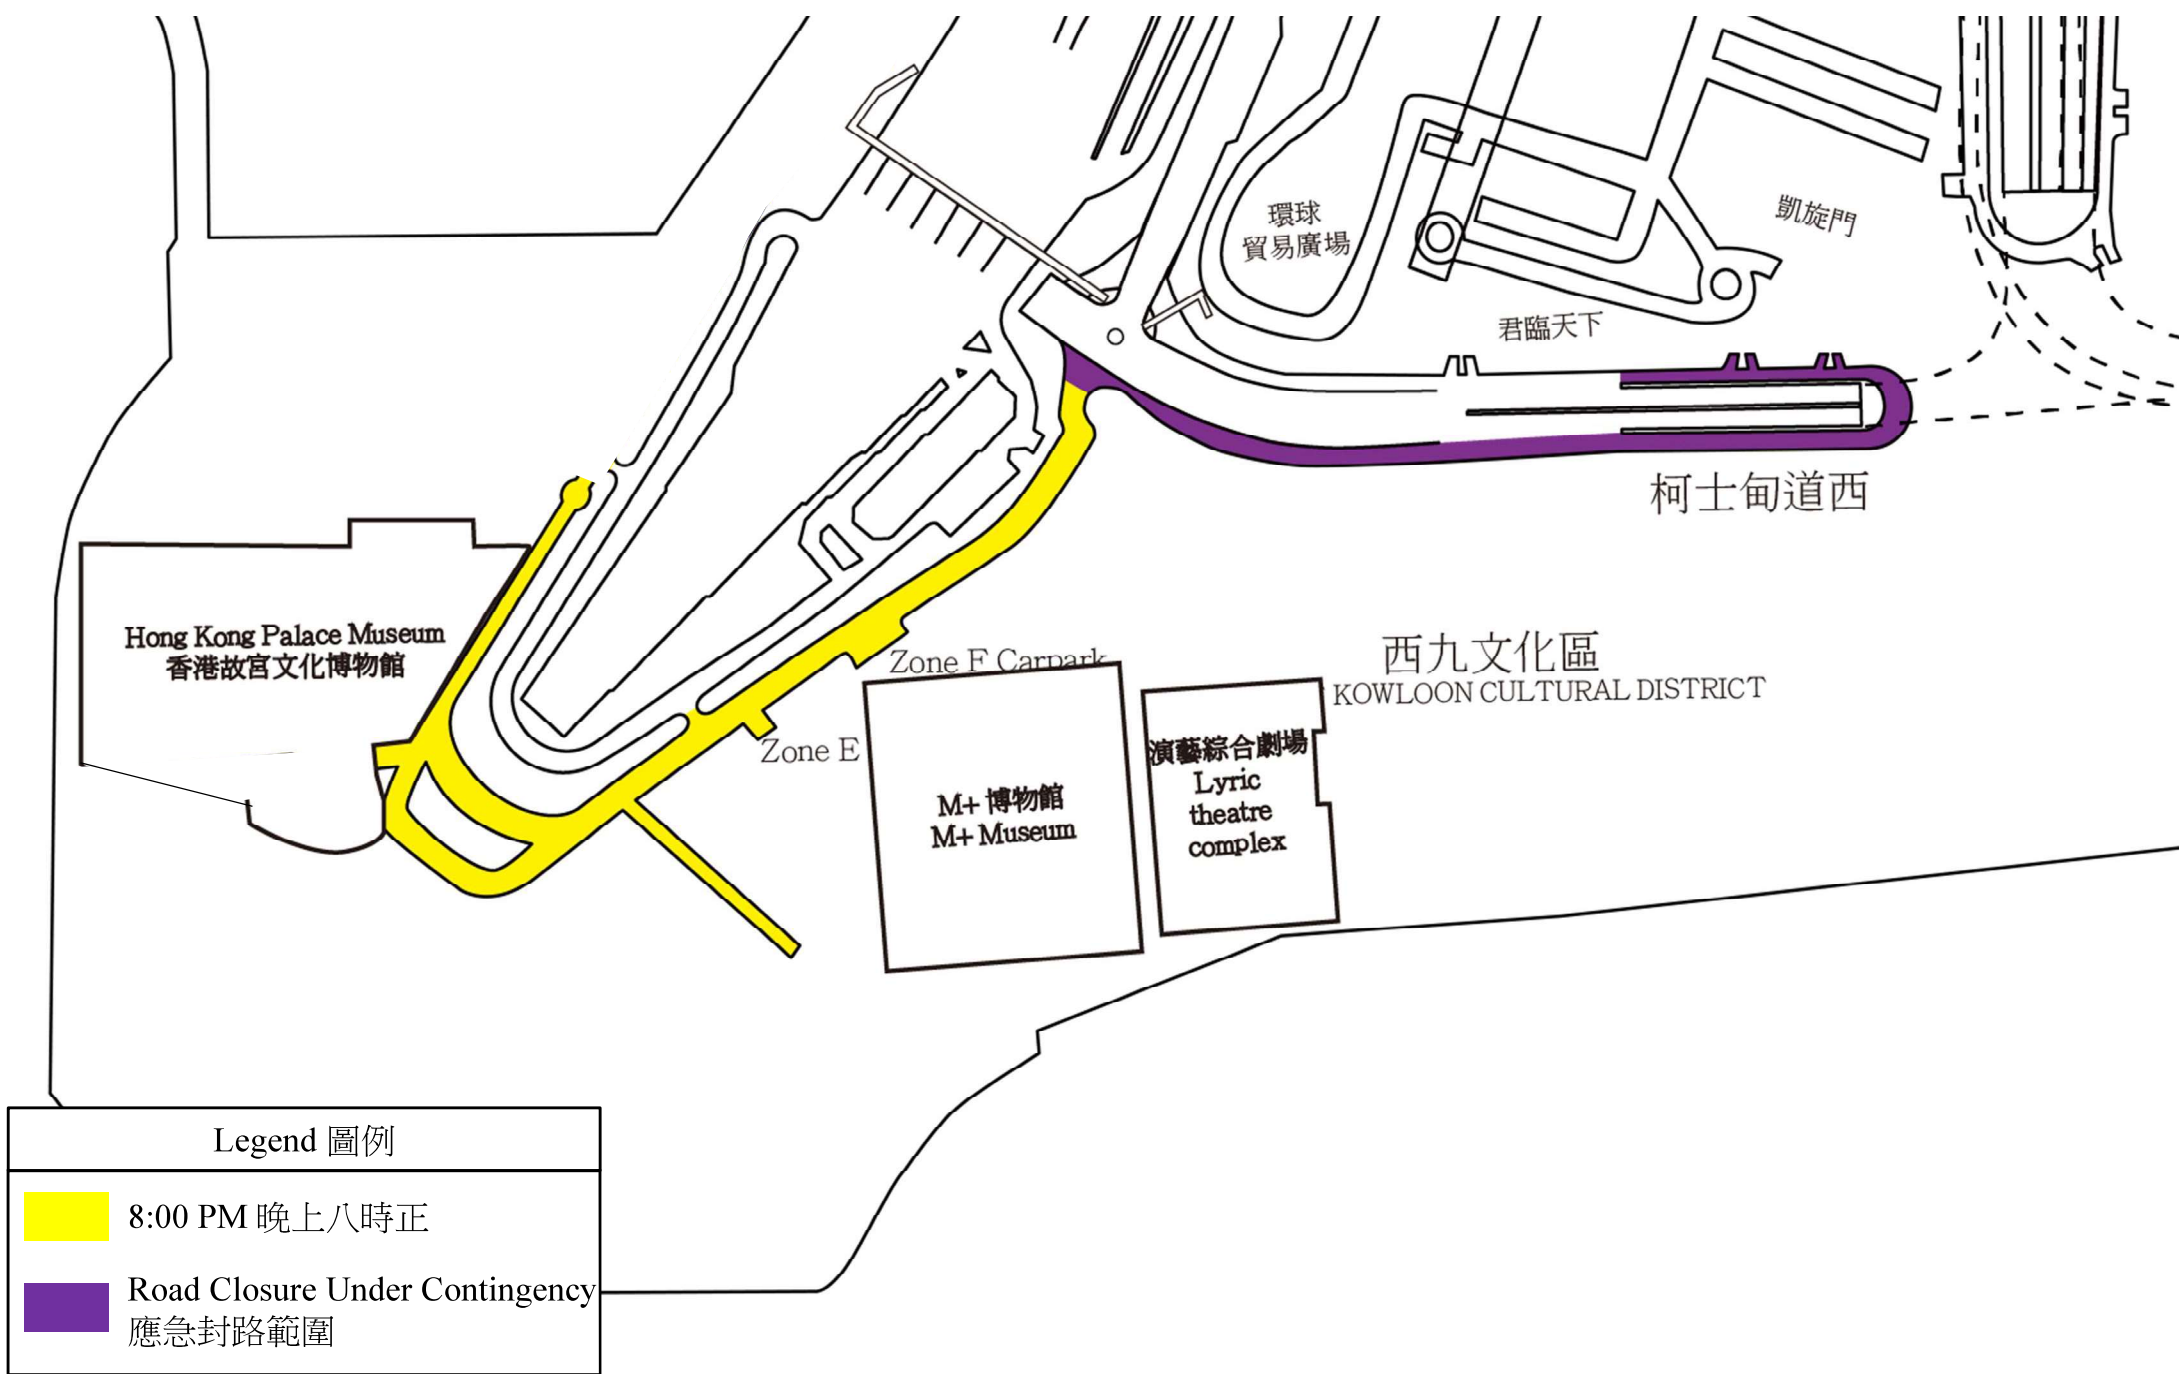 環球
貿易廣場
凱旋門
君臨天下
柯士甸道西
Hong Kong Palace Museum
香港故宮文化博物館
Zone F Carpark
西九文化區
KOWLOON CULTURAL DISTRICT
Zone E
M+ 博物館
M+ Museum
演藝綜合劇場
Lyric
theatre
complex
Legend 圖例
8:00 PM 晚上八時正
Road Closure Under Contingency
應急封路範圍